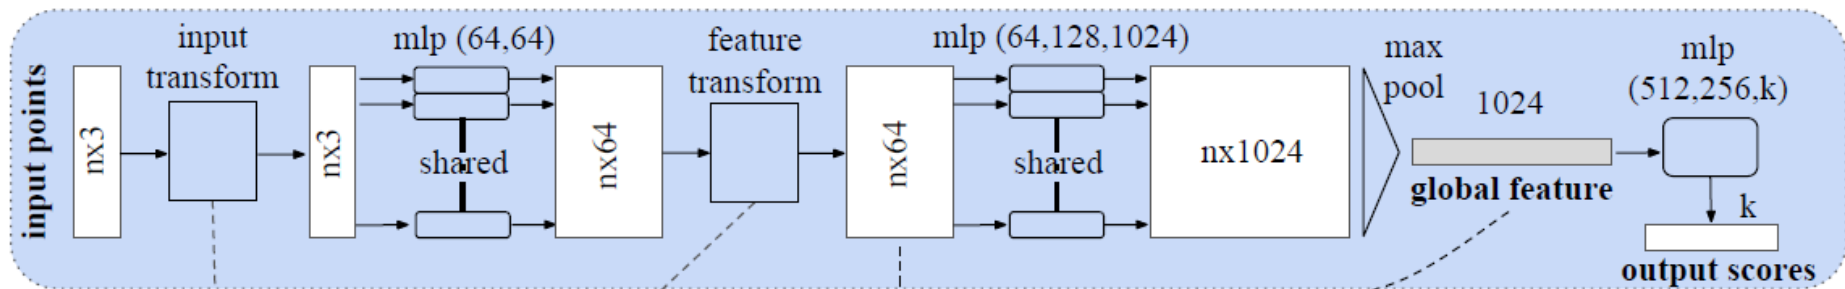 input points
nx3
input
transform
nx3
mlp (64,64)
shared
nx64
feature
transform
nx64
mlp (64,128,1024)
shared
nx1024
max
pool
1024
global feature
mlp
(512,256,k)
k
output scores